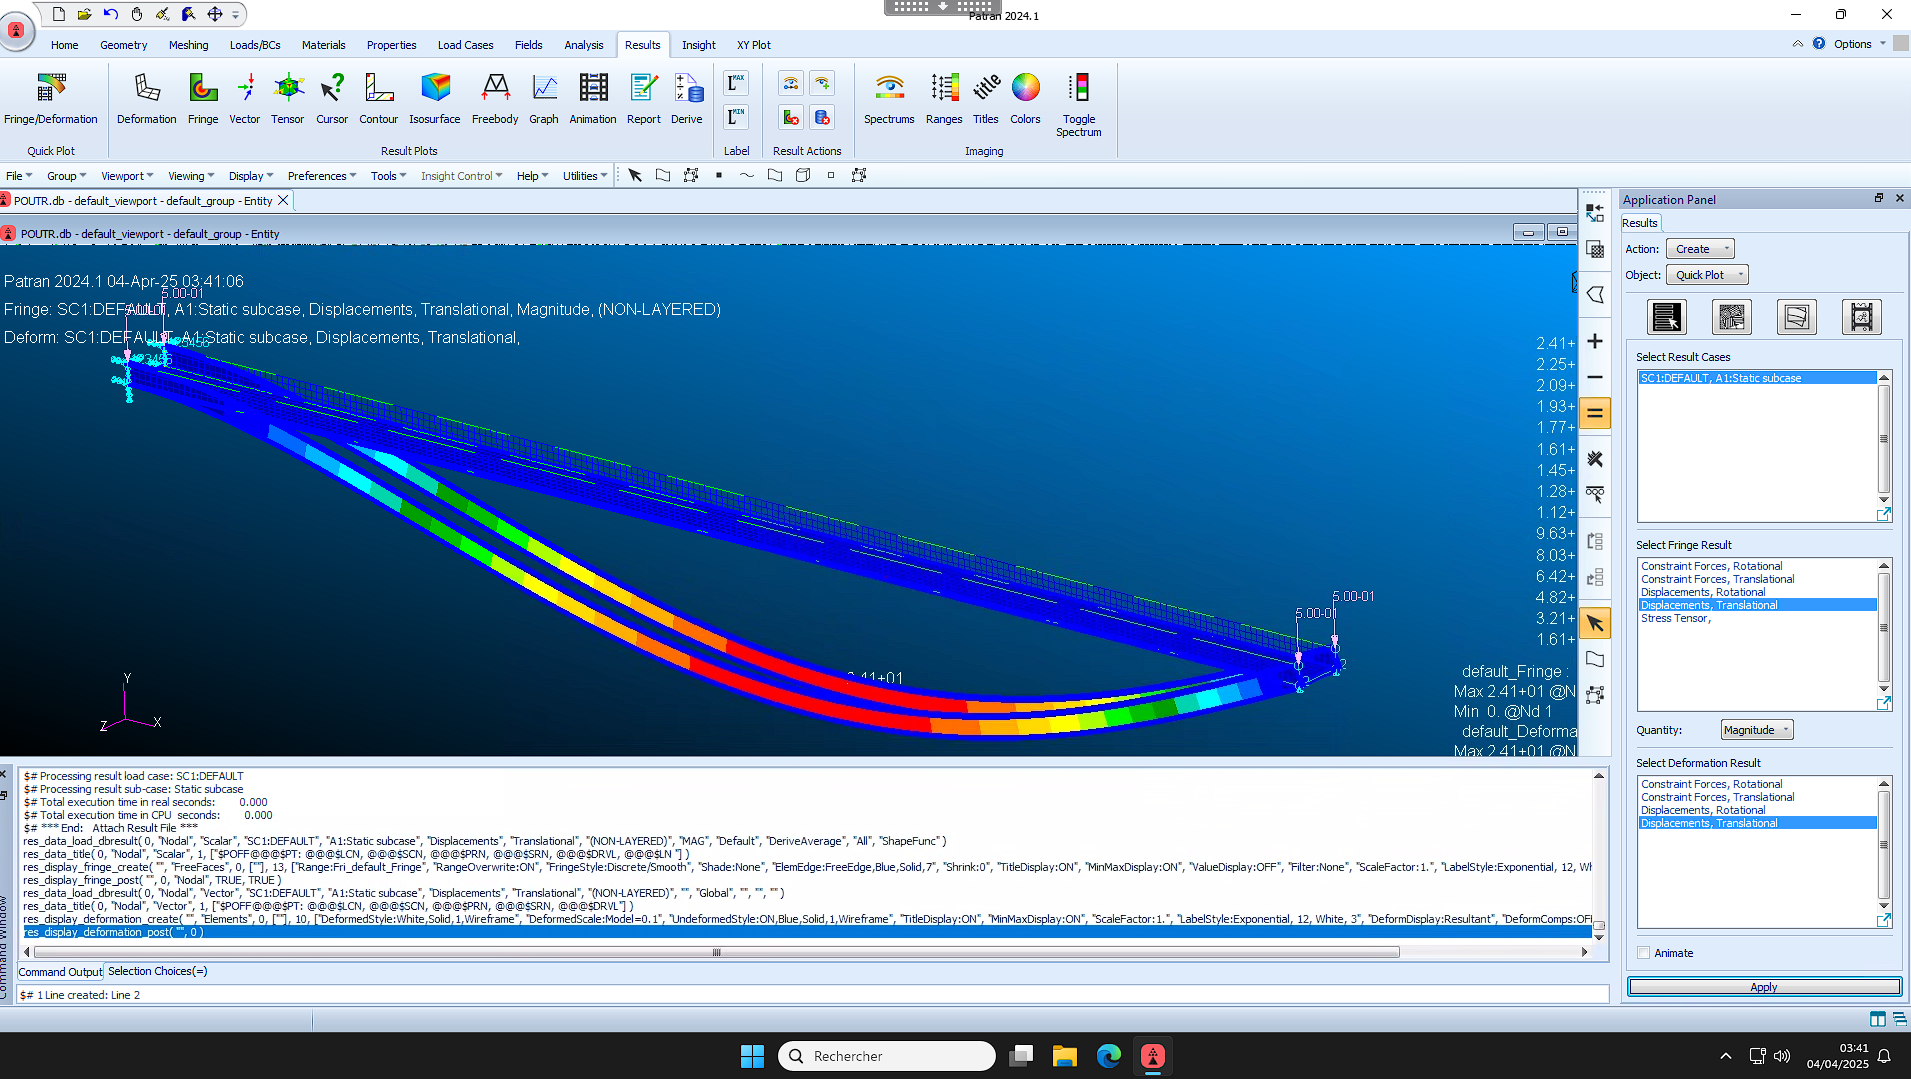 Patran 2024.1
Home Geometry Meshing Loads/BCs Materials Properties Load Cases Fields Analysis Results Insight XY Plot
Options
Fringe/Deformation Deformation Fringe Vector Tensor Cursor Contour Isosurface Freebody Graph Animation Report Derive Spectrums Ranges Titles Colors Toggle Spectrum
Quick Plot Result Plots Label Result Actions Imaging
File Group Viewport Viewing Display Preferences Tools Insight Control Help Utilities
POUTR.db - default_viewport - default_group - Entity
POUTR.db - default_viewport - default_group - Entity
Patran 2024.1 04-Apr-25 03:41:06
5.00-01
Fringe: SC1:DEFAULT, A1:Static subcase, Displacements, Translational, Magnitude, (NON-LAYERED)
Deform: SC1:DEFAULT, A1:Static subcase, Displacements, Translational,
2.41+
2.25+
2.09+
1.93+
1.77+
1.61+
1.45+
1.28+
1.12+
9.63+
8.03+
6.42+
4.82+
3.21+
1.61+
5.00-01
5.00-01
2.41+01
default_Fringe :
Max 2.41+01 @N
Min 0. @Nd 1
default_Deforma
Max 2.41+01 @N
Y
Z
X
Application Panel
Results
Action: Create
Object: Quick Plot
Select Result Cases
SC1:DEFAULT, A1:Static subcase
Select Fringe Result
Constraint Forces, Rotational
Constraint Forces, Translational
Displacements, Rotational
Displacements, Translational
Stress Tensor,
Quantity: Magnitude
Select Deformation Result
Constraint Forces, Rotational
Constraint Forces, Translational
Displacements, Rotational
Displacements, Translational
Animate
Apply
$# Processing result load case: SC1:DEFAULT
$# Processing result sub-case: Static subcase
$# Total execution time in real seconds: 0.000
$# Total execution time in CPU seconds: 0.000
$# *** End: Attach Result File ***
res_data_load_dbresult( 0, "Nodal", "Scalar", "SC1:DEFAULT", "A1:Static subcase", "Displacements", "Translational", "(NON-LAYERED)", "MAG", "Default", "DeriveAverage", "All", "ShapeFunc" )
res_data_title( 0, "Nodal", "Scalar", 1, ["$POFF@@@$PT: @@@$LCN, @@@$SCN, @@@$PRN, @@@$SRN, @@@$DRVL, @@@$LN "] )
res_display_fringe_create( "", "FreeFaces", 0, [""], 13, ["Range:Fri_default_Fringe", "RangeOverwrite:ON", "FringeStyle:Discrete/Smooth", "Shade:None", "ElemEdge:FreeEdge,Blue,Solid,7", "Shrink:0", "TitleDisplay:ON", "MinMaxDisplay:ON", "ValueDisplay:OFF", "Filter:None", "ScaleFactor:1.", "LabelStyle:Exponential, 12, Wh
res_display_fringe_post( "", 0, "Nodal", TRUE, TRUE )
res_data_load_dbresult( 0, "Nodal", "Vector", "SC1:DEFAULT", "A1:Static subcase", "Displacements", "Translational", "(NON-LAYERED)", "", "Global", "", "", "" )
res_data_title( 0, "Nodal", "Vector", 1, ["$POFF@@@$PT: @@@$LCN, @@@$SCN, @@@$PRN, @@@$SRN, @@@$DRVL"] )
res_display_deformation_create( "", "Elements", 0, [""], 10, ["DeformedStyle:White,Solid,1,Wireframe", "DeformedScale:Model=0.1", "UndeformedStyle:ON,Blue,Solid,1,Wireframe", "TitleDisplay:ON", "MinMaxDisplay:ON", "ScaleFactor:1.", "LabelStyle:Exponential, 12, White, 3", "DeformDisplay:Resultant", "DeformComps:OF
res_display_deformation_post( "", 0 )
Command Window
Command Output Selection Choices(=)
$# 1 Line created: Line 2
Rechercher
03:41
04/04/2025